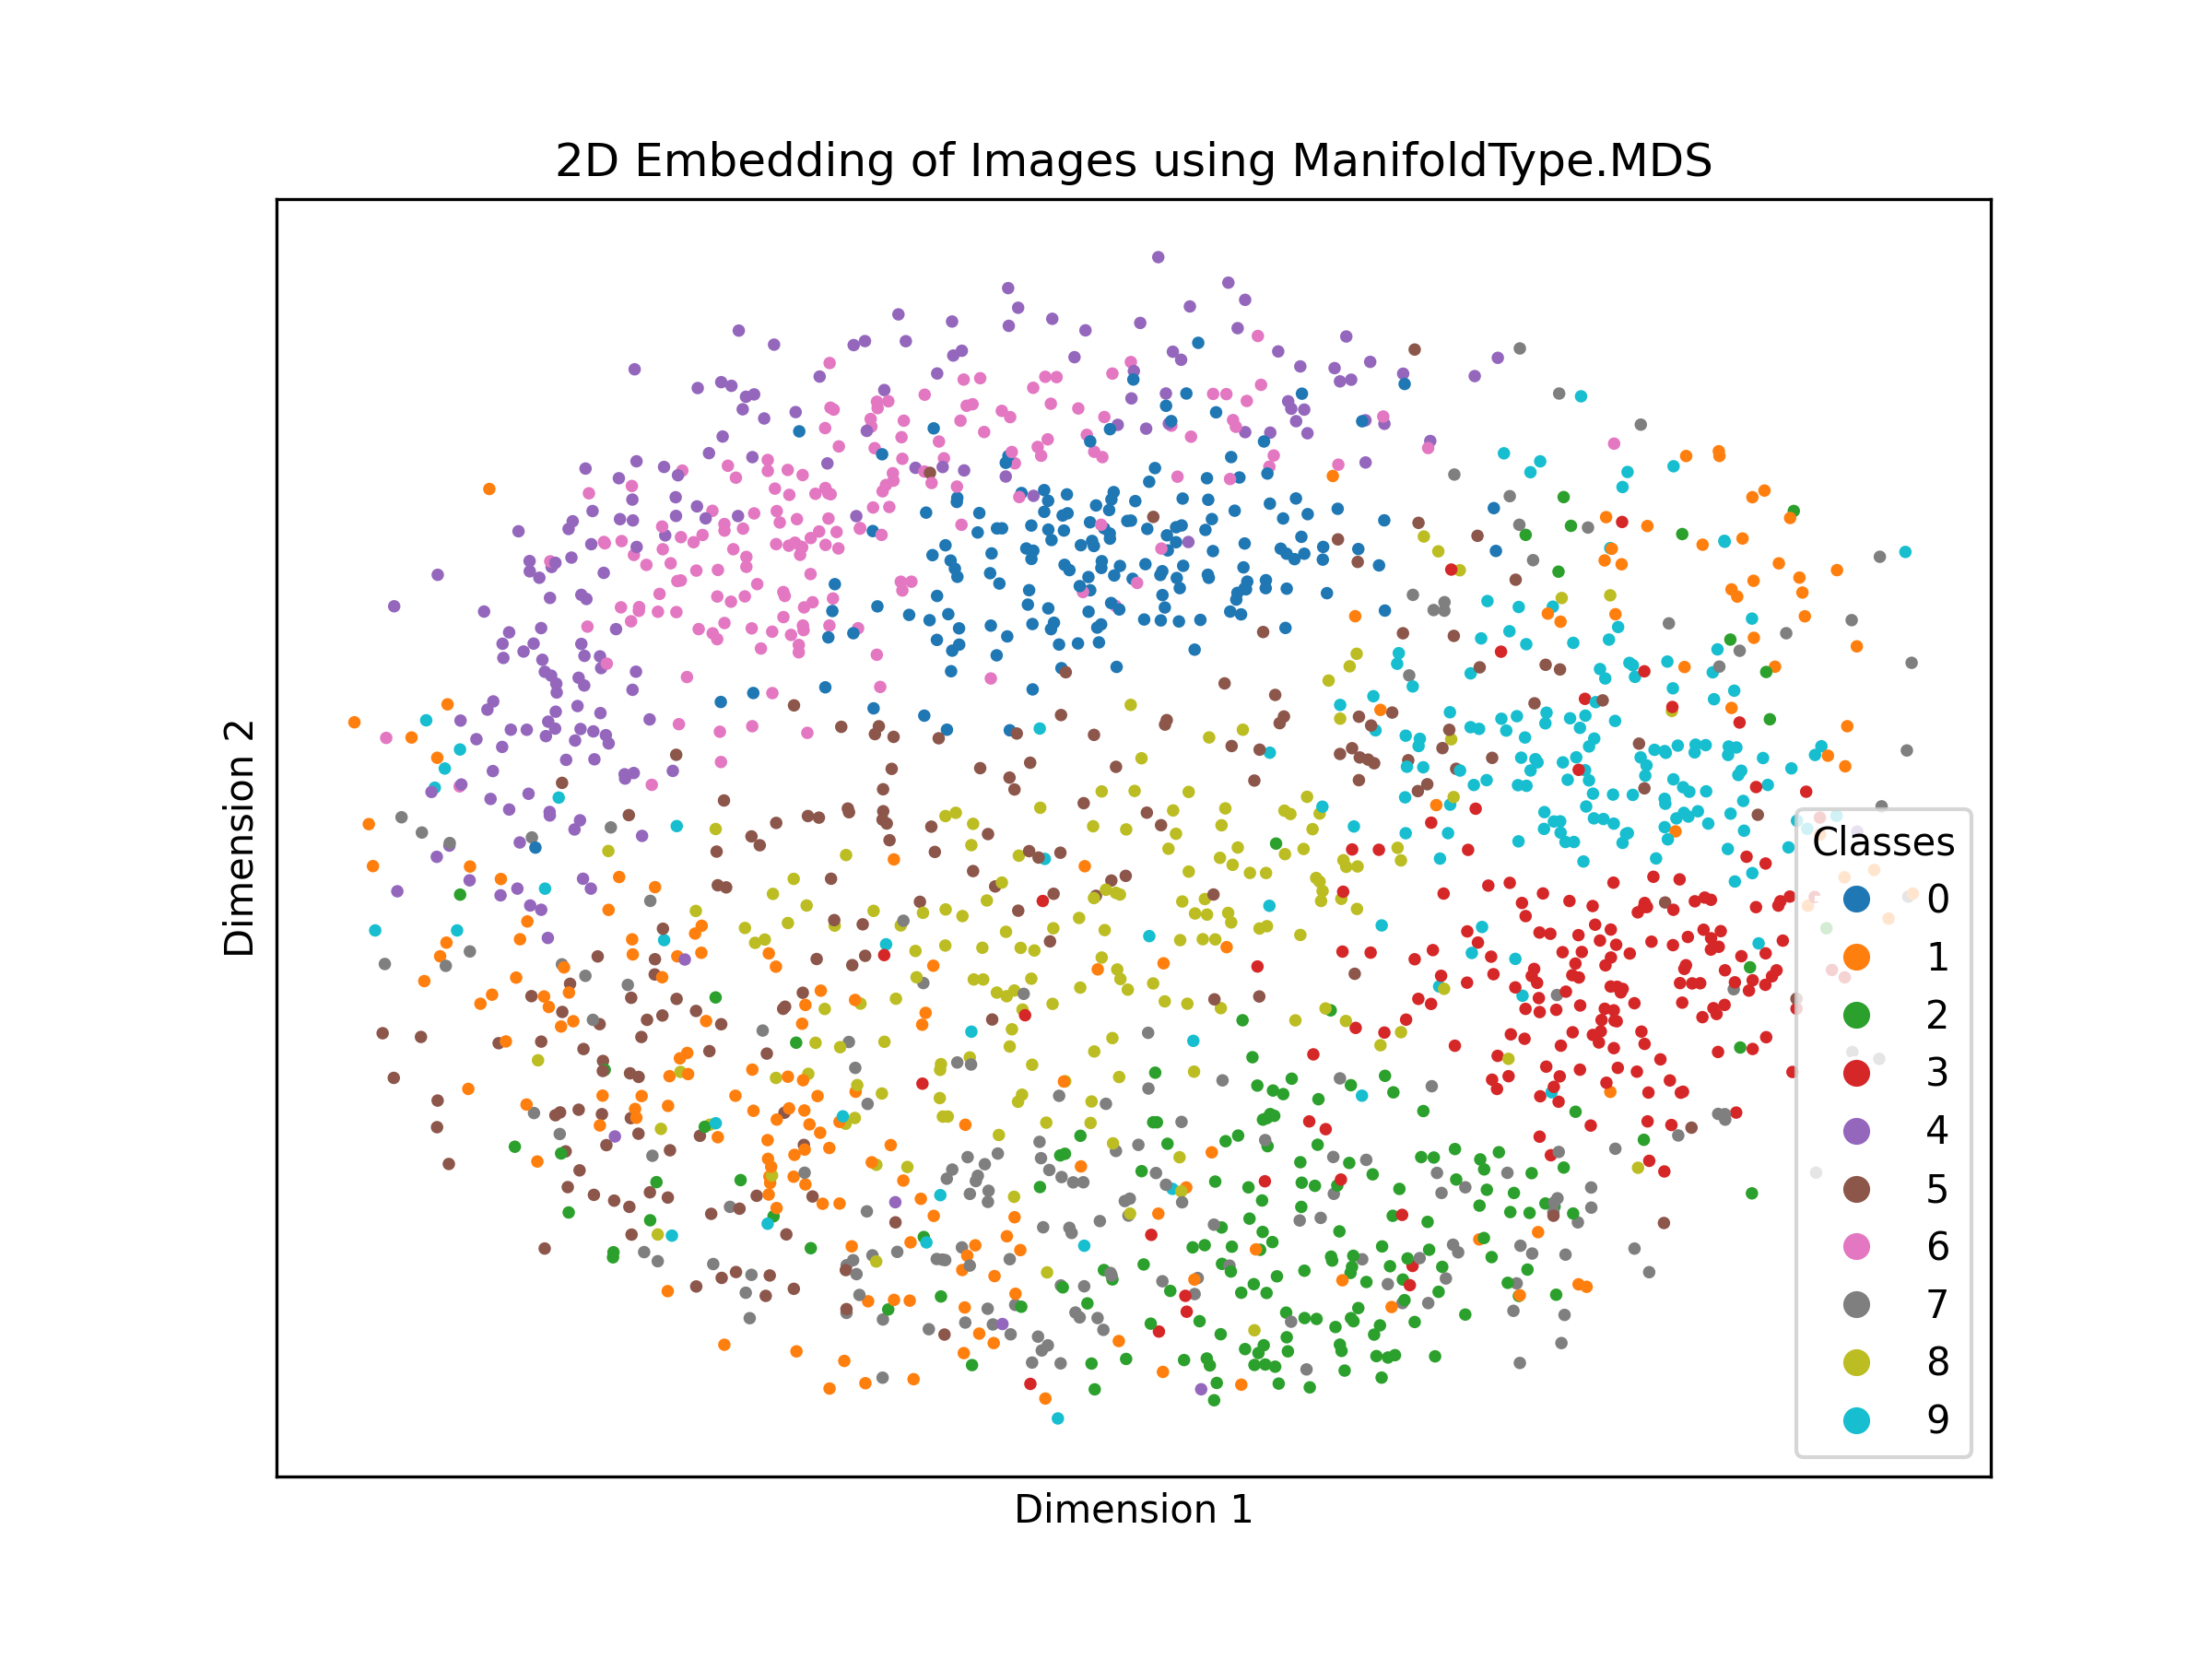 2D Embedding of Images using ManifoldType.MDS
Dimension 2
Classes
0
1
2
3
4
5
6
7
8
9
Dimension 1